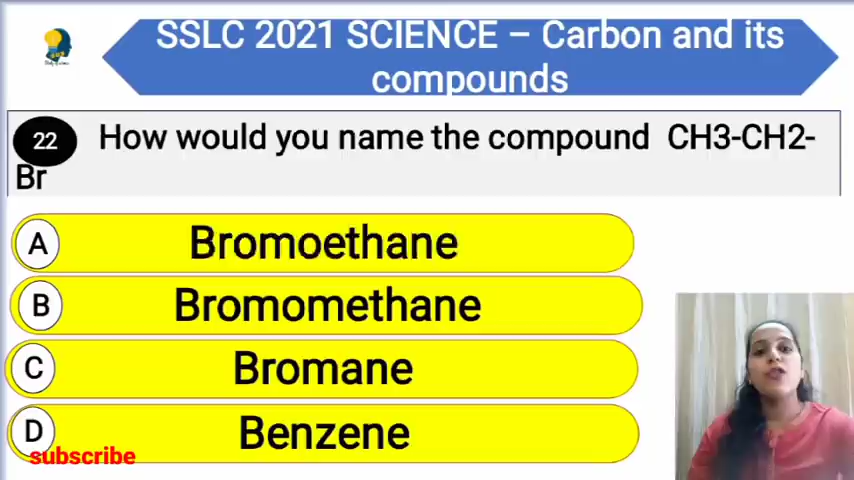 SSLC 2021 SCIENCE – Carbon and its
compounds
22 How would you name the compound CH3-CH2-
Br
A Bromoethane
B Bromomethane
C Bromane
D Benzene
subscribe